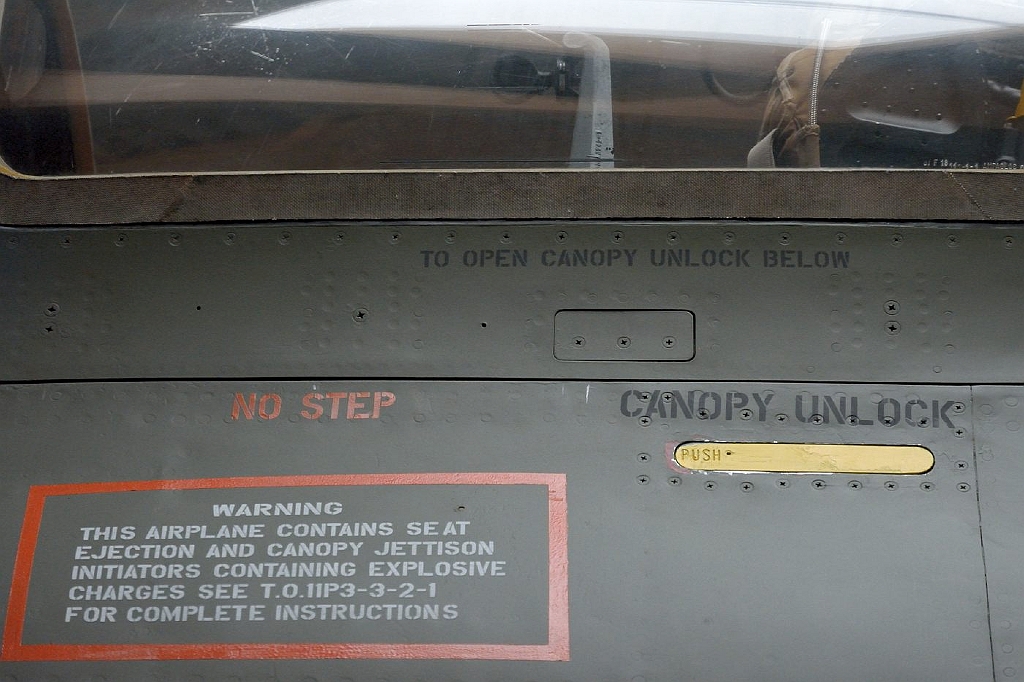 TO OPEN CANOPY UNLOCK BELOW
NO STEP
CANOPY UNLOCK
PUSH
WARNING
THIS AIRPLANE CONTAINS SEAT
EJECTION AND CANOPY JETTISON
INITIATORS CONTAINING EXPLOSIVE
CHARGES SEE T.O.11P3-3-2-1
FOR COMPLETE INSTRUCTIONS